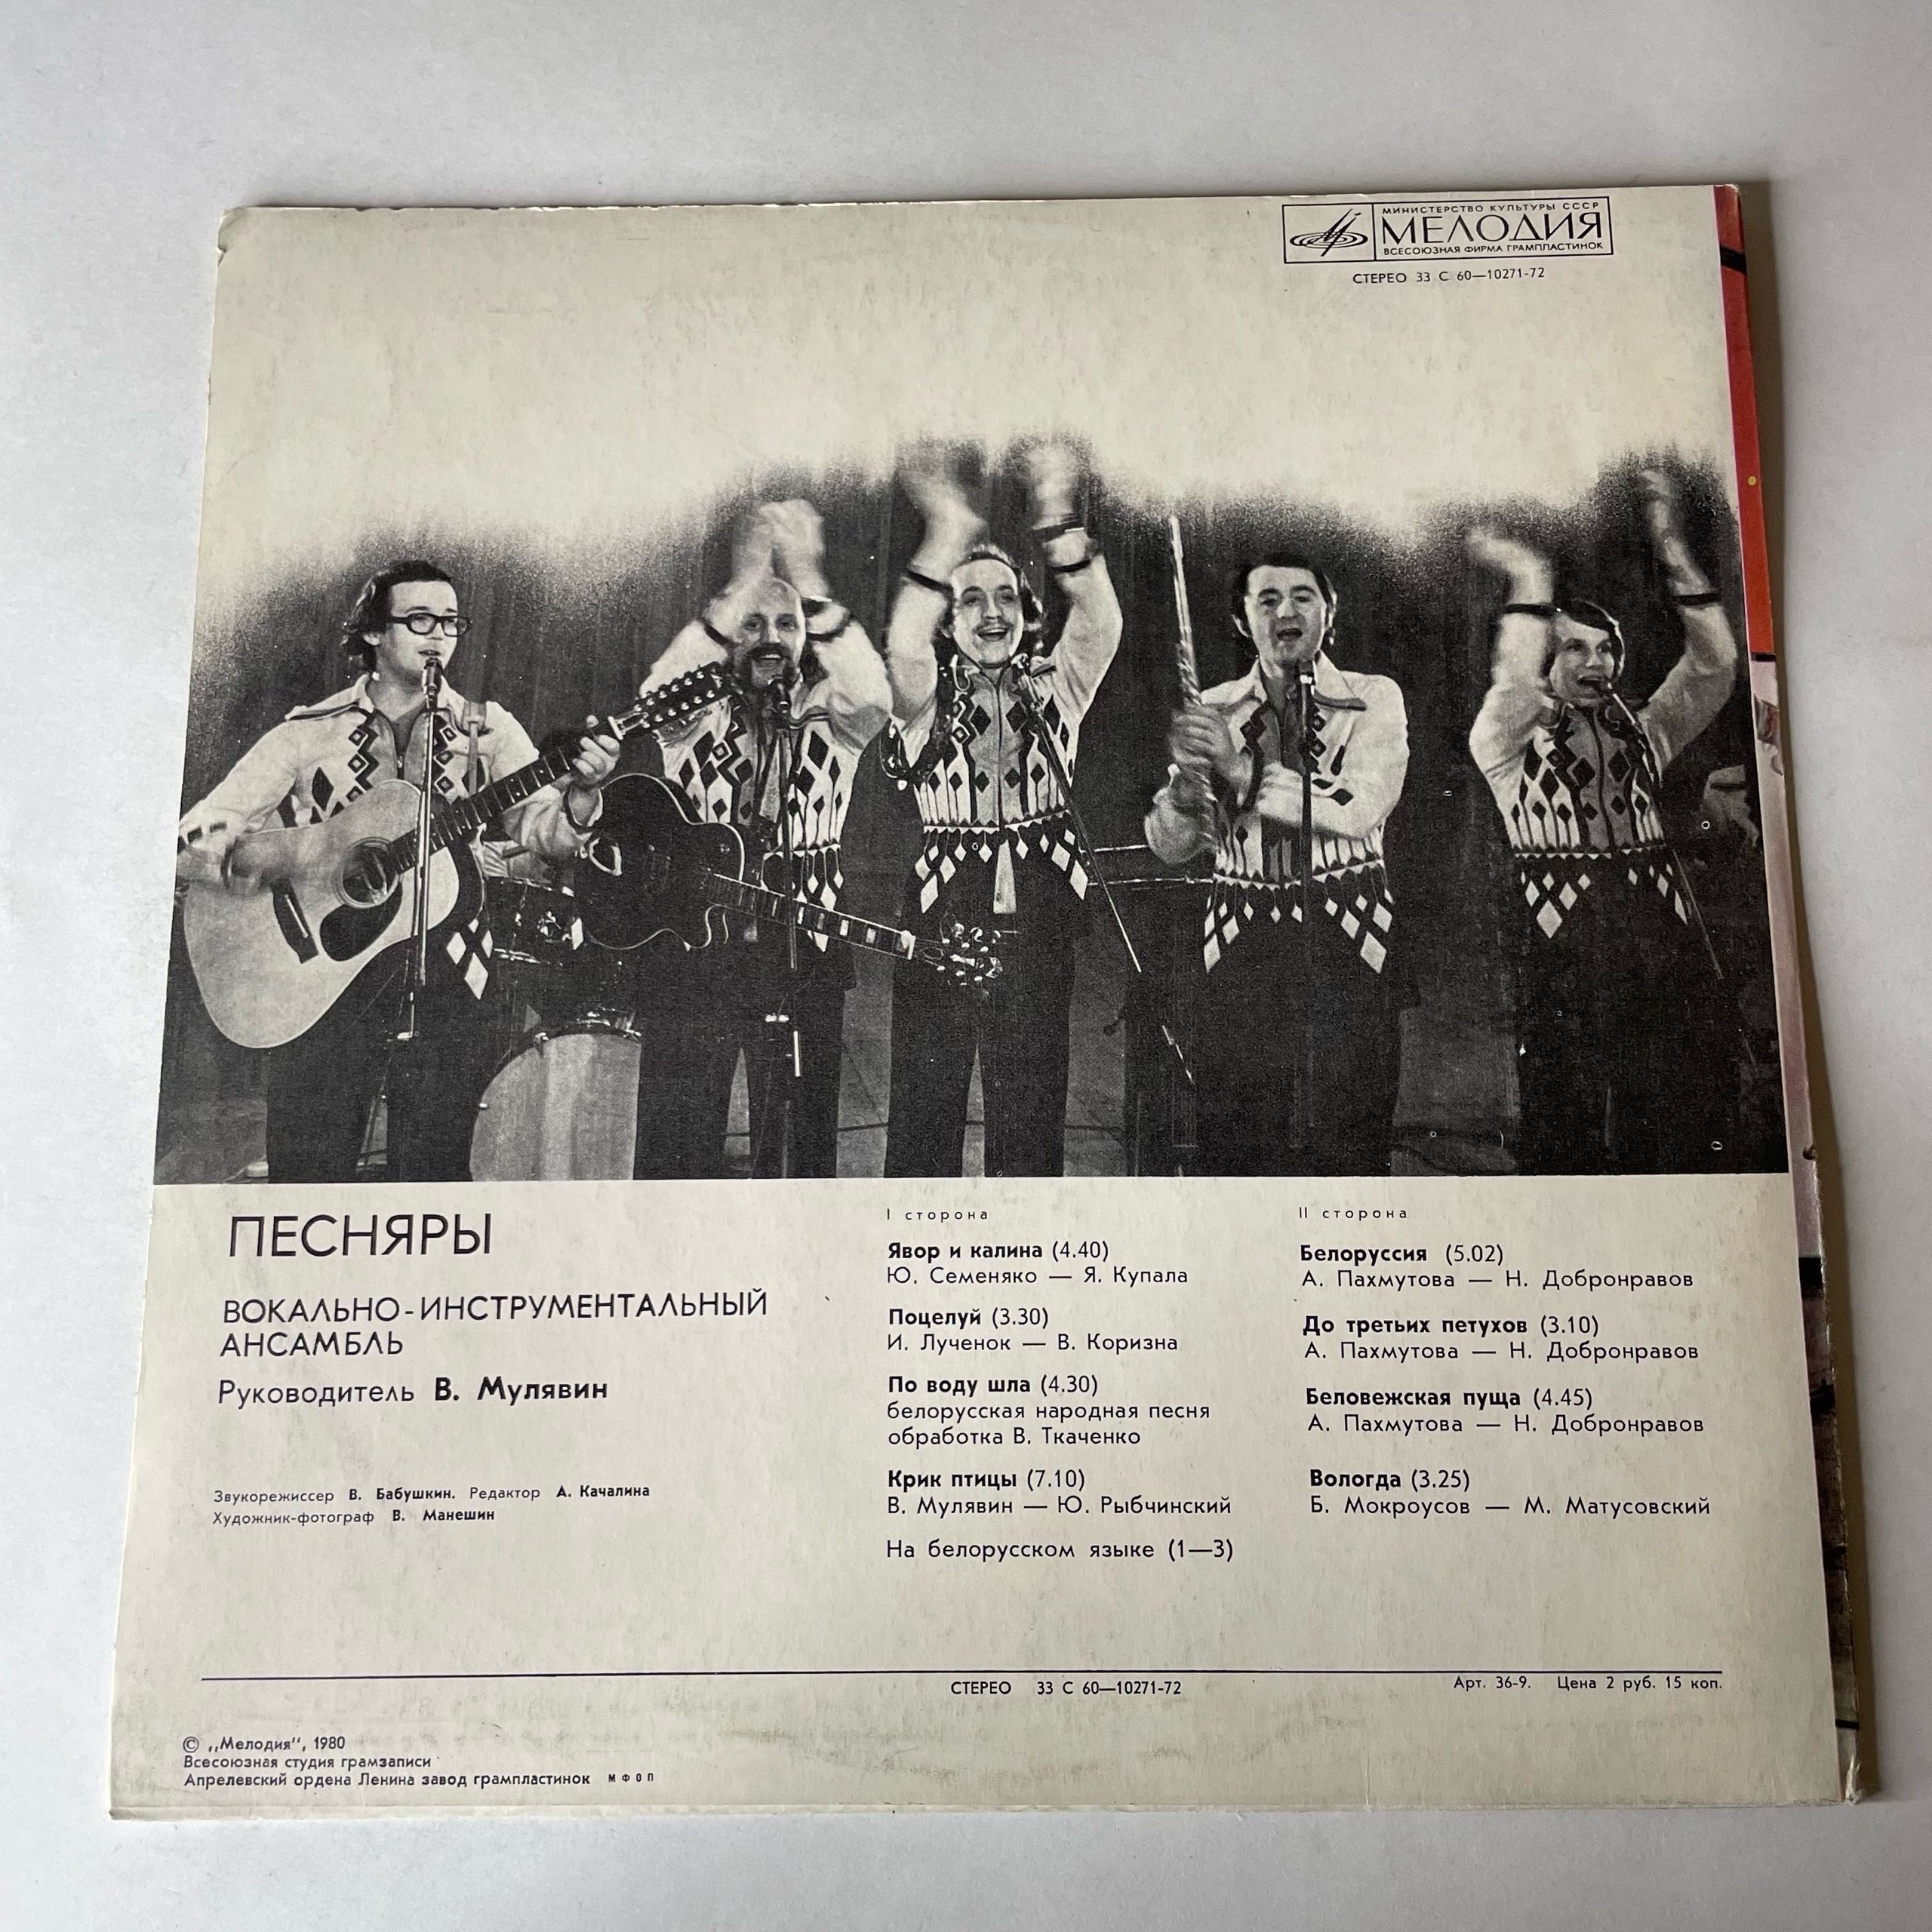 МИНИСТЕРСТВО КУЛЬТУРЫ СССР
МЕЛОДИЯ
ВСЕСОЮЗНАЯ ФИРМА ГРАМПЛАСТИНОК
СТЕРЕО 33 С 60—10271-72
ПЕСНЯРЫ
ВОКАЛЬНО-ИНСТРУМЕНТАЛЬНЫЙ
АНСАМБЛЬ
Руководитель В. Мулявин
Звукорежиссер В. Бабушкин. Редактор А. Качалина
Художник-фотограф В. Манешин
I сторона
Явор и калина (4.40)
Ю. Семеняко — Я. Купала
Поцелуй (3.30)
И. Лученок — В. Коризна
По воду шла (4.30)
белорусская народная песня
обработка В. Ткаченко
Крик птицы (7.10)
В. Мулявин — Ю. Рыбчинский
На белорусском языке (1—3)
II сторона
Белоруссия (5.02)
А. Пахмутова — Н. Добронравов
До третьих петухов (3.10)
А. Пахмутова — Н. Добронравов
Беловежская пуща (4.45)
А. Пахмутова — Н. Добронравов
Вологда (3.25)
Б. Мокроусов — М. Матусовский
СТЕРЕО 33 С 60—10271-72
Арт. 36-9. Цена 2 руб. 15 коп.
© ,,Мелодия“, 1980
Всесоюзная студия грамзаписи
Апрелевский ордена Ленина завод грампластинок МФОП